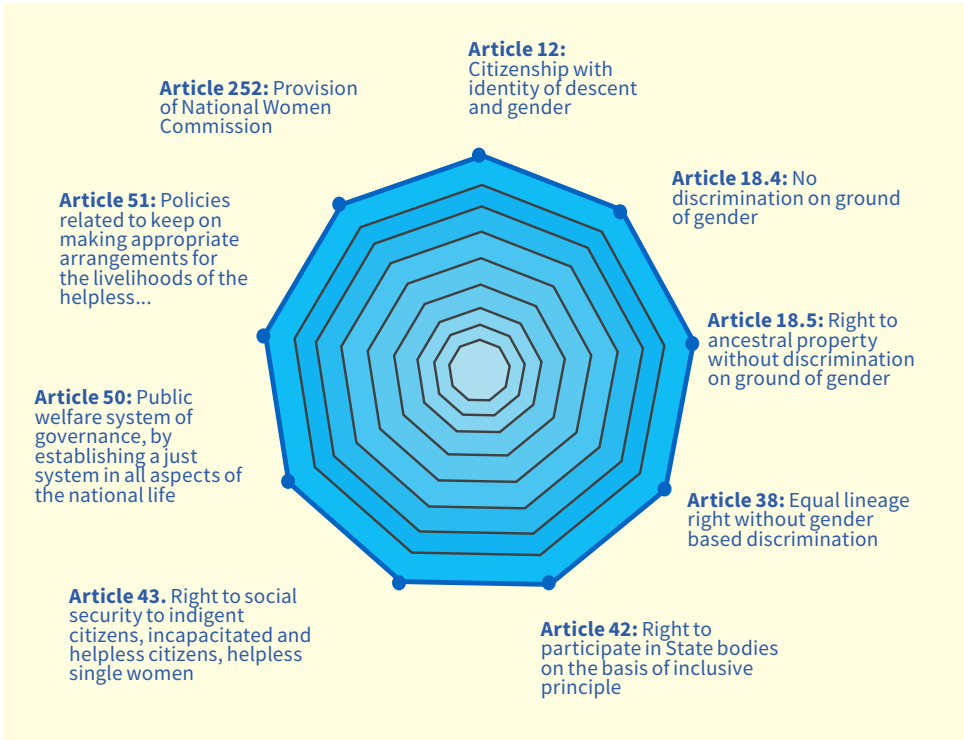 Article 12:
Citizenship with
identity of descent
and gender
Article 18.4: No
discrimination on ground
of gender
Article 18.5: Right to
ancestral property
without discrimination
on ground of gender
Article 38: Equal lineage
right without gender
based discrimination
Article 42: Right to
participate in State bodies
on the basis of inclusive
principle
Article 43. Right to social
security to indigent
citizens, incapacitated and
helpless citizens, helpless
single women
Article 50: Public
welfare system of
governance, by
establishing a just
system in all aspects of
the national life
Article 51: Policies
related to keep on
making appropriate
arrangements for
the livelihoods of the
helpless...
Article 252: Provision
of National Women
Commission